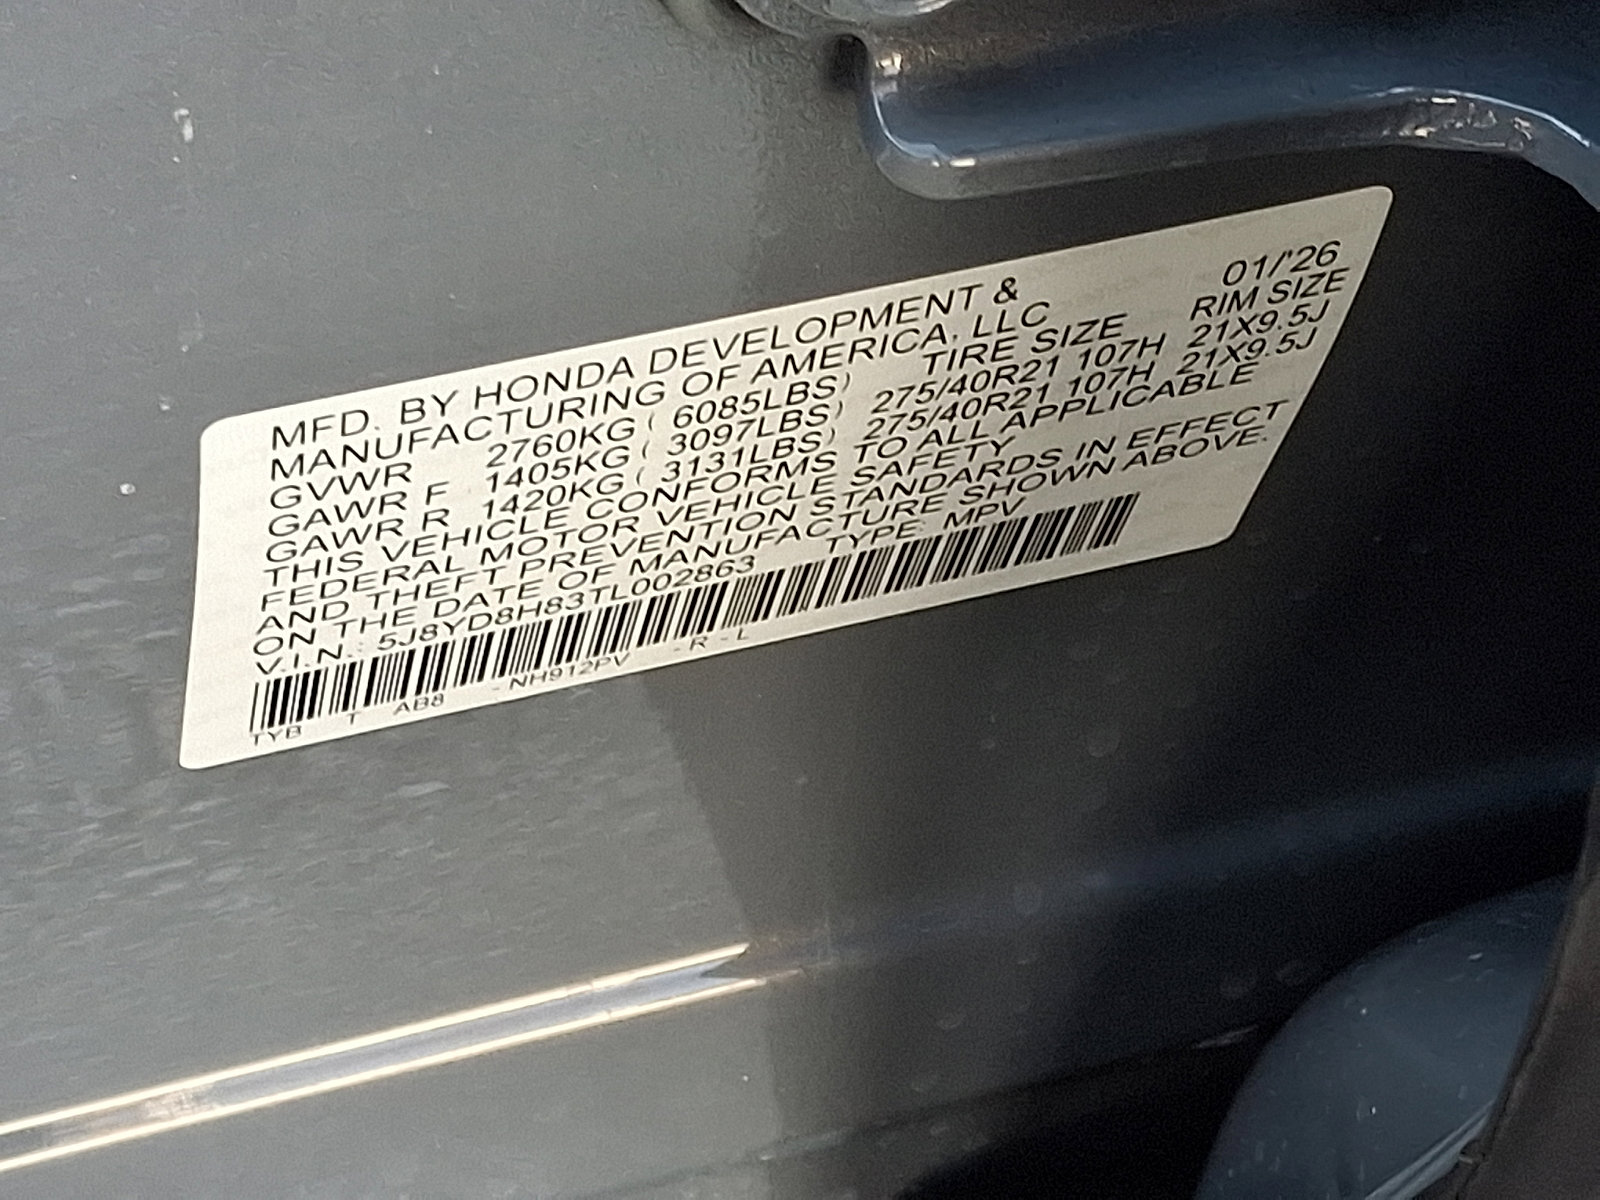 MFD. BY HONDA DEVELOPMENT &
MANUFACTURING OF AMERICA, LLC 01/'26
GVWR 2760KG ( 6085LBS) TIRE SIZE RIM SIZE
GAWR F 1405KG ( 3097LBS) 275/40R21 107H 21X9.5J
GAWR R 1420KG ( 3131LBS) 275/40R21 107H 21X9.5J
THIS VEHICLE CONFORMS TO ALL APPLICABLE
FEDERAL MOTOR VEHICLE SAFETY
AND THEFT PREVENTION STANDARDS IN EFFECT
ON THE DATE OF MANUFACTURE SHOWN ABOVE.
V.I.N.: 5J8YD8H83TL002863 TYPE: MPV
TYB T AB8 - NH912PV - R - L